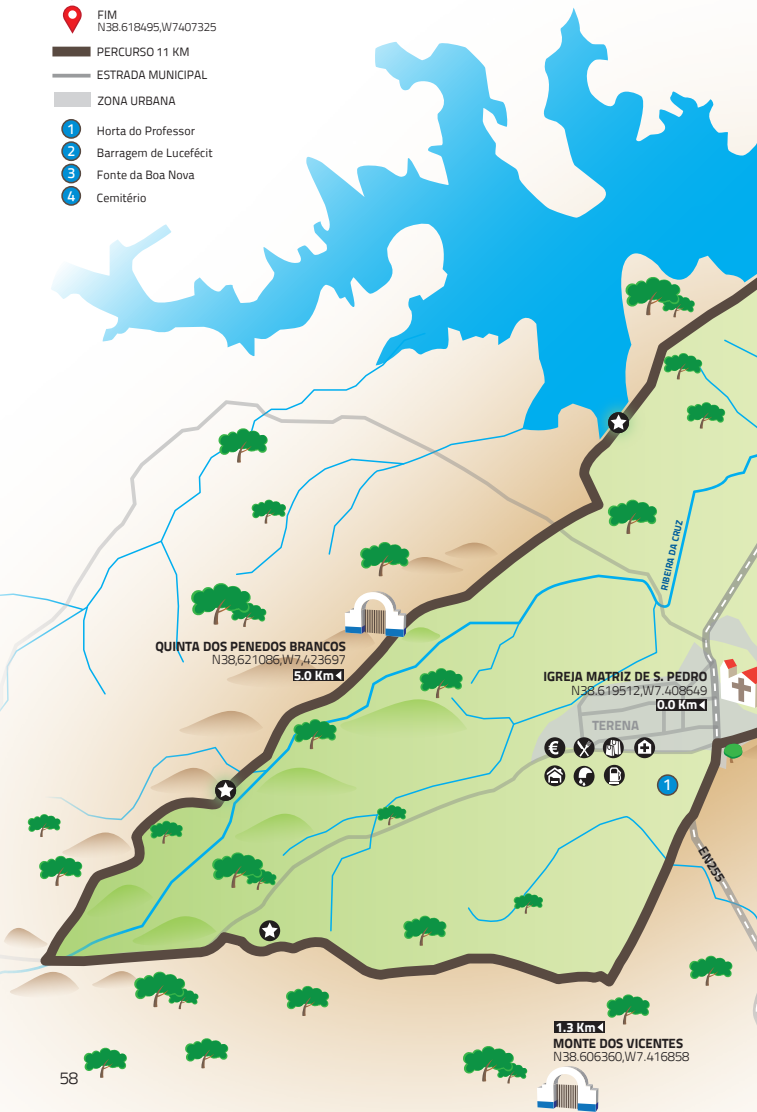 FIM
N38.618495,W7407325
PERCURSO 11 KM
ESTRADA MUNICIPAL
ZONA URBANA
1 Horta do Professor
2 Barragem de Lucefécit
3 Fonte da Boa Nova
4 Cemitério
RIBEIRA DA CRUZ
QUINTA DOS PENEDOS BRANCOS
N38,621086,W7,423697
5.0 Km
IGREJA MATRIZ DE S. PEDRO
N38.619512,W7.408649
0.0 Km
TERENA
€
1
EN255
1.3 Km
MONTE DOS VICENTES
N38.606360,W7.416858
58